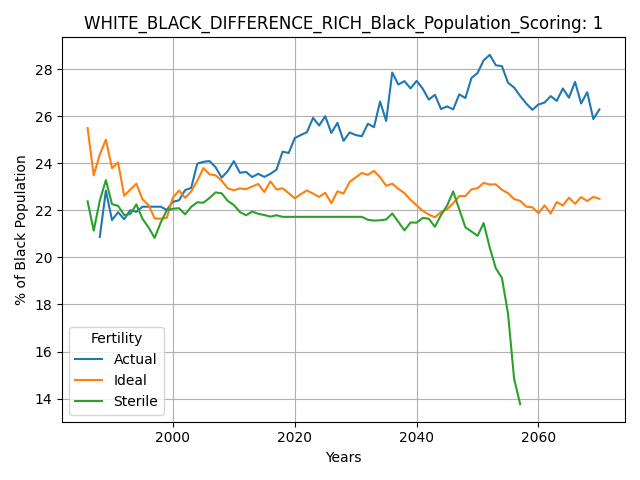 WHITE_BLACK_DIFFERENCE_RICH_Black_Population_Scoring: 1
% of Black Population
28
26
24
22
20
18
16
14
Fertility
Actual
Ideal
Sterile
2000
2020
2040
2060
Years